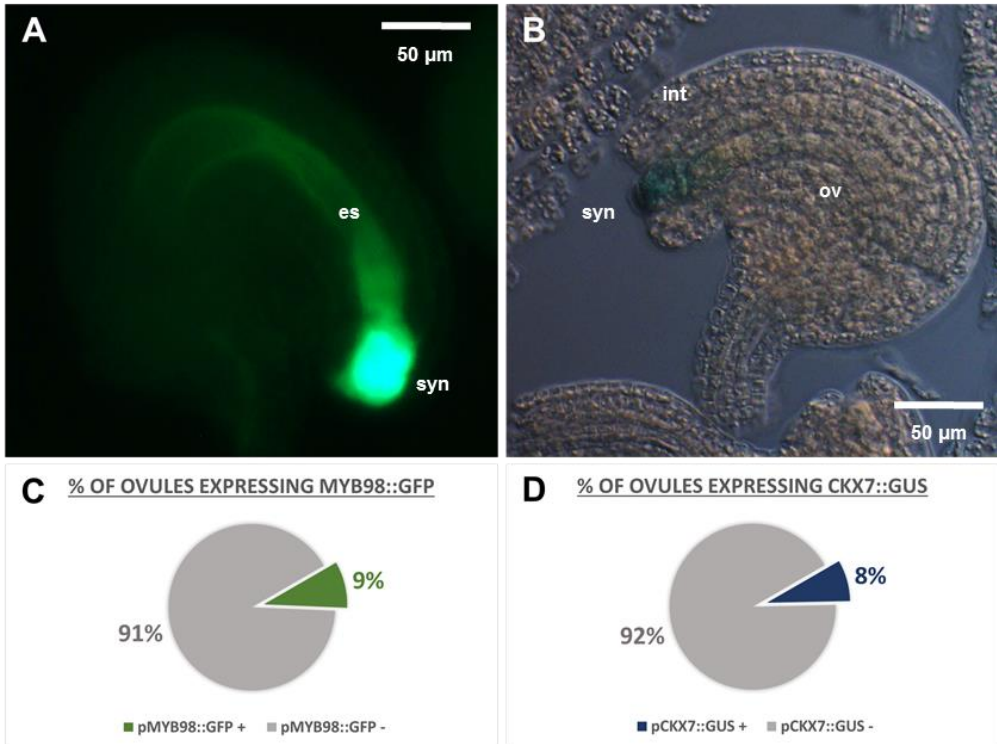 A
50 µm
es
syn
B
int
syn
ov
50 µm
C
% OF OVULES EXPRESSING MYB98::GFP
9%
91%
pMYB98::GFP + pMYB98::GFP -
D
% OF OVULES EXPRESSING CKX7::GUS
8%
92%
pCKX7::GUS + pCKX7::GUS -